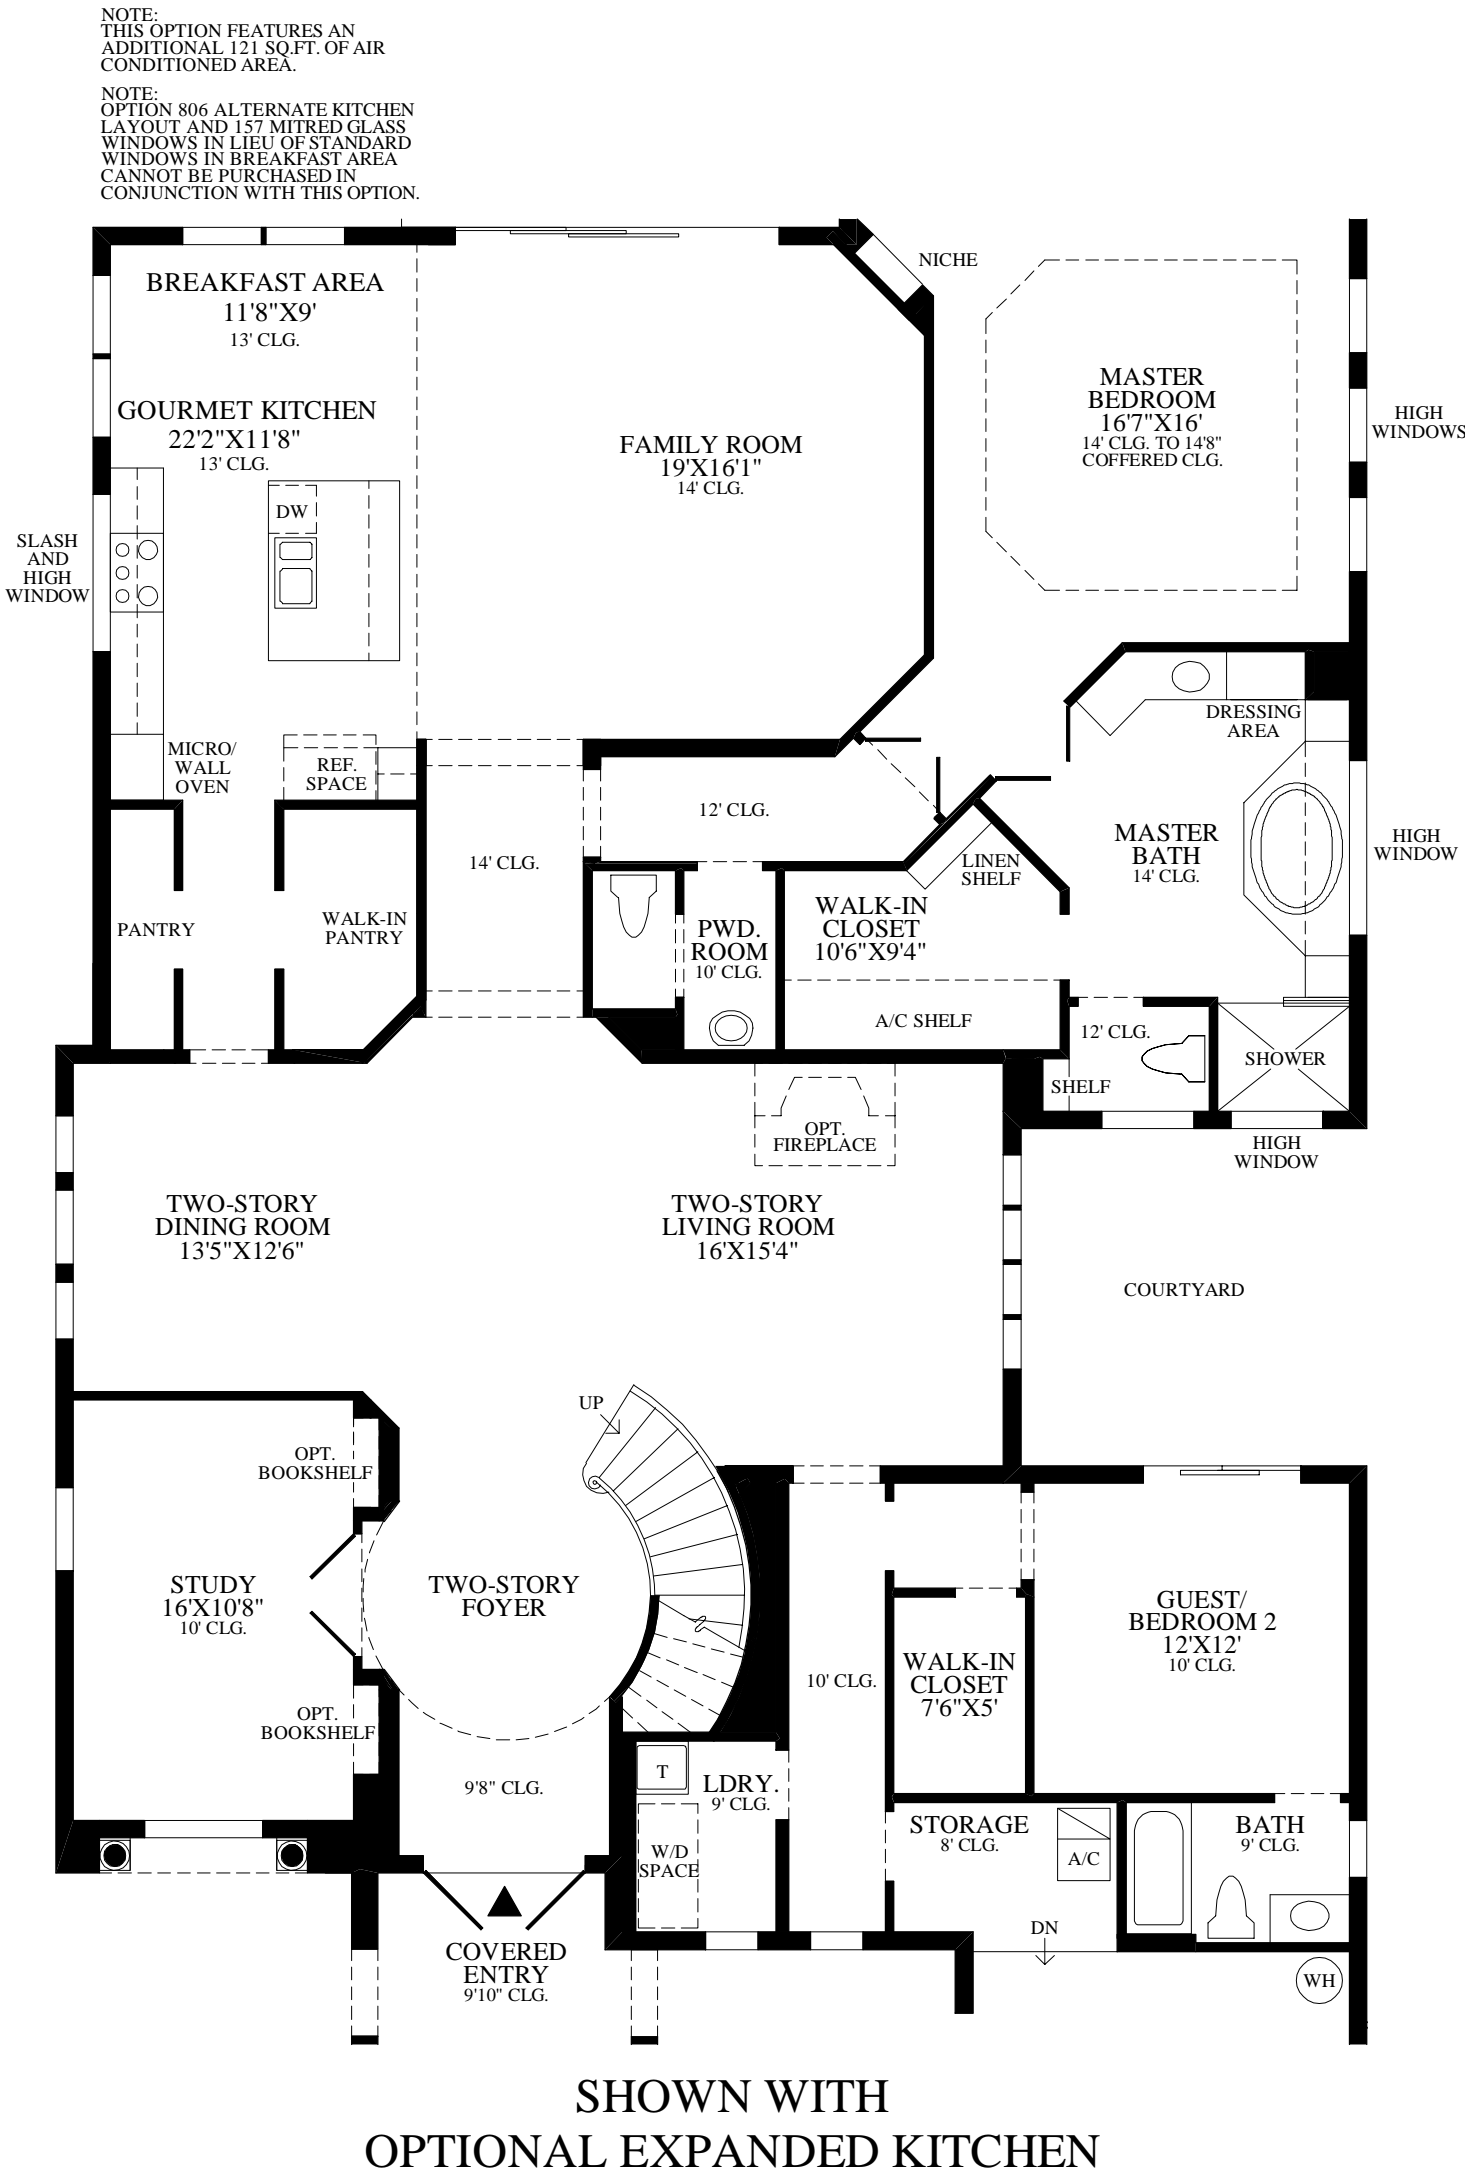 NOTE:
THIS OPTION FEATURES AN
ADDITIONAL 121 SQ.FT. OF AIR
CONDITIONED AREA.
NOTE:
OPTION 806 ALTERNATE KITCHEN
LAYOUT AND 157 MITRED GLASS
WINDOWS IN LIEU OF STANDARD
WINDOWS IN BREAKFAST AREA
CANNOT BE PURCHASED IN
CONJUNCTION WITH THIS OPTION.
NICHE
BREAKFAST AREA
11'8"X9'
13' CLG.
GOURMET KITCHEN
22'2"X11'8"
13' CLG.
FAMILY ROOM
19'X16'1"
14' CLG.
MASTER
BEDROOM
16'7"X16'
14' CLG. TO 14'8"
COFFERED CLG.
HIGH
WINDOWS
DW
SLASH
AND
HIGH
WINDOW
MICRO/
WALL
OVEN
REF.
SPACE
DRESSING
AREA
12' CLG.
14' CLG.
LINEN
SHELF
MASTER
BATH
14' CLG.
HIGH
WINDOW
PANTRY
WALK-IN
PANTRY
PWD.
ROOM
10' CLG.
WALK-IN
CLOSET
10'6"X9'4"
A/C SHELF
12' CLG.
SHELF
SHOWER
OPT.
FIREPLACE
HIGH
WINDOW
TWO-STORY
DINING ROOM
13'5"X12'6"
TWO-STORY
LIVING ROOM
16'X15'4"
COURTYARD
UP
OPT.
BOOKSHELF
STUDY
16'X10'8"
10' CLG.
TWO-STORY
FOYER
GUEST/
BEDROOM 2
12'X12'
10' CLG.
10' CLG.
WALK-IN
CLOSET
7'6"X5'
OPT.
BOOKSHELF
9'8" CLG.
T
LDRY.
9' CLG.
W/D
SPACE
STORAGE
8' CLG.
A/C
BATH
9' CLG.
DN
COVERED
ENTRY
9'10" CLG.
WH
SHOWN WITH
OPTIONAL EXPANDED KITCHEN